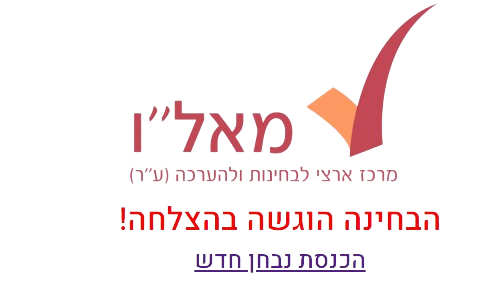 מאל״ו
מרכז ארצי לבחינות ולהערכה (ע״ר)
הבחינה הוגשה בהצלחה!
הכנסת נבחן חדש